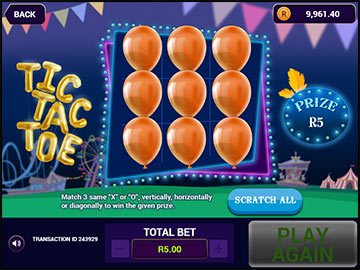 BACK
R 9,961.40
TIC
TAC
TOE
PRIZE
R5
Match 3 same "X" or "O", vertically, horizontally
or diagonally to win the given prize.
SCRATCH ALL
TRANSACTION ID 243929
TOTAL BET
- R5.00 +
PLAY
AGAIN